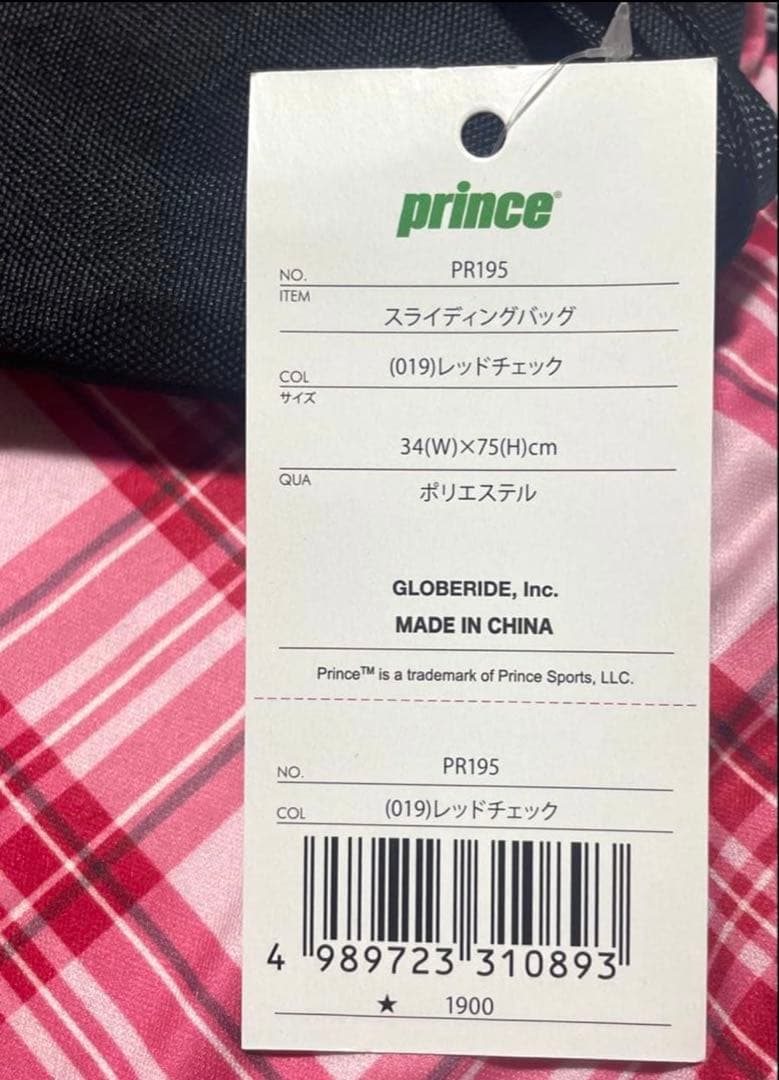 prince®
NO. PR195
ITEM
スライディングバッグ
COL (019)レッドチェック
サイズ
34(W)×75(H)cm
QUA
ポリエステル
GLOBERIDE, Inc.
MADE IN CHINA
Prince™ is a trademark of Prince Sports, LLC.
NO. PR195
COL (019)レッドチェック
4 989723 310893
★ 1900